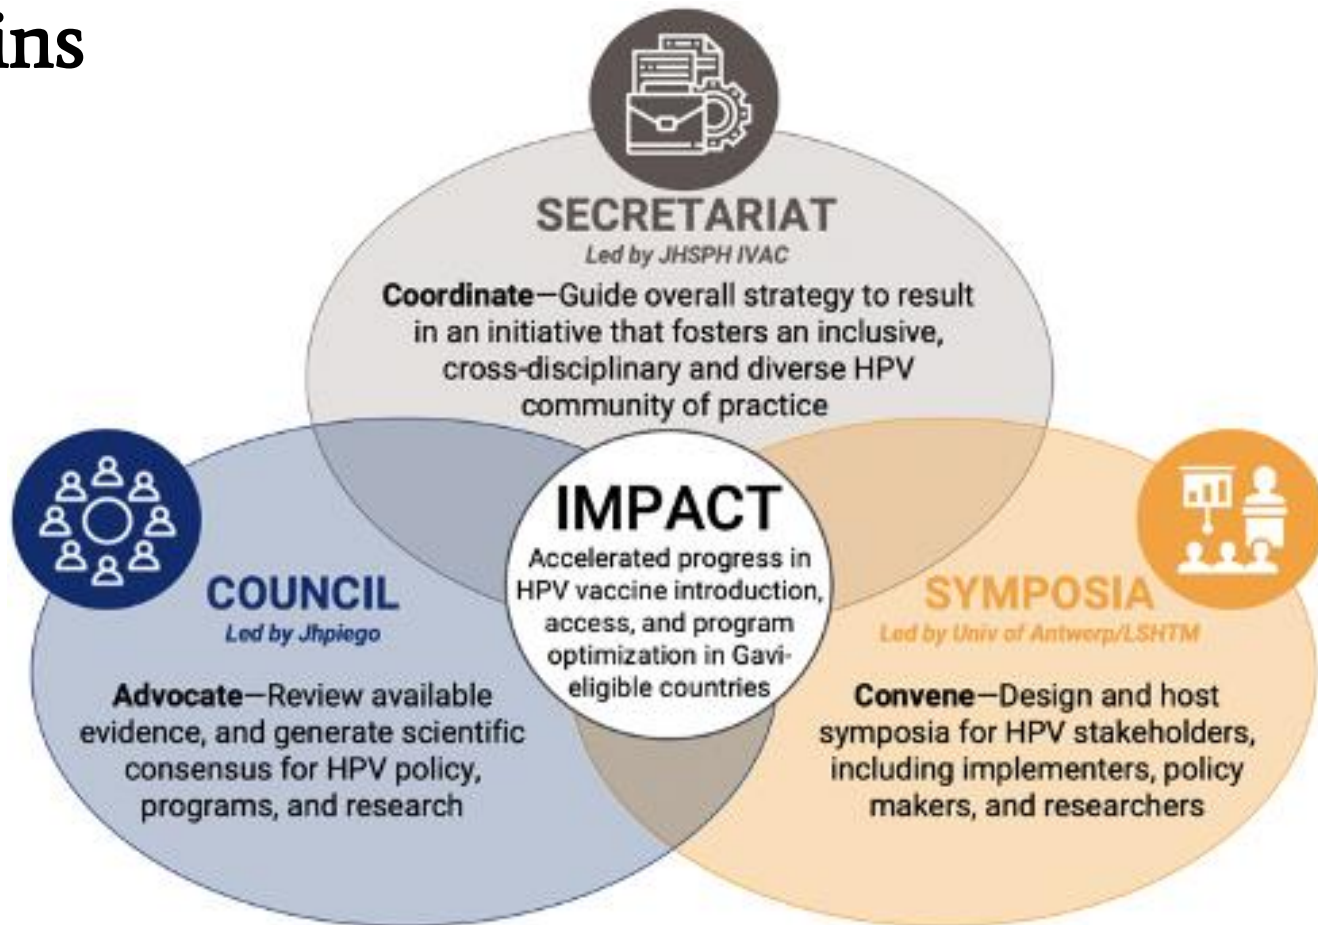 ins
SECRETARIAT
Led by JHSPH IVAC
Coordinate—Guide overall strategy to result
in an initiative that fosters an inclusive,
cross-disciplinary and diverse HPV
community of practice
IMPACT
Accelerated progress in
HPV vaccine introduction,
access, and program
optimization in Gavi-
eligible countries
COUNCIL
Led by Jhpiego
Advocate—Review available
evidence, and generate scientific
consensus for HPV policy,
programs, and research
SYMPOSIA
Led by Univ of Antwerp/LSHTM
Convene—Design and host
symposia for HPV stakeholders,
including implementers, policy
makers, and researchers